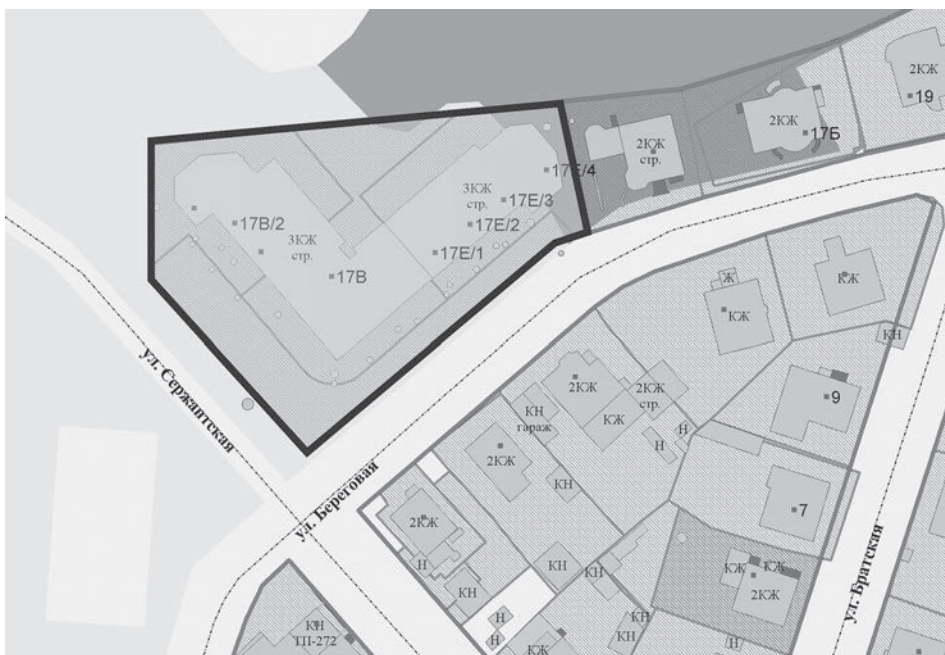 2КЖ
19
2КЖ
17Б
2КЖ
стр.
17Е/4
3КЖ
стр.
17Е/3
17Е/2
17Е/1
17В/2
3КЖ
стр.
17В
КЖ
Ж
КЖ
КН
9
2КЖ
2КЖ
стр.
КЖ
КН
гараж
Н
Н
2КЖ
КН
7
2КЖ
Н
КН
КН
КН
КЖ
КЖ
2КЖ
КН
КН
Н
Н
Н
КЖ
КН
ТП-272
ул. Сержантская
ул. Береговая
ул. Братская